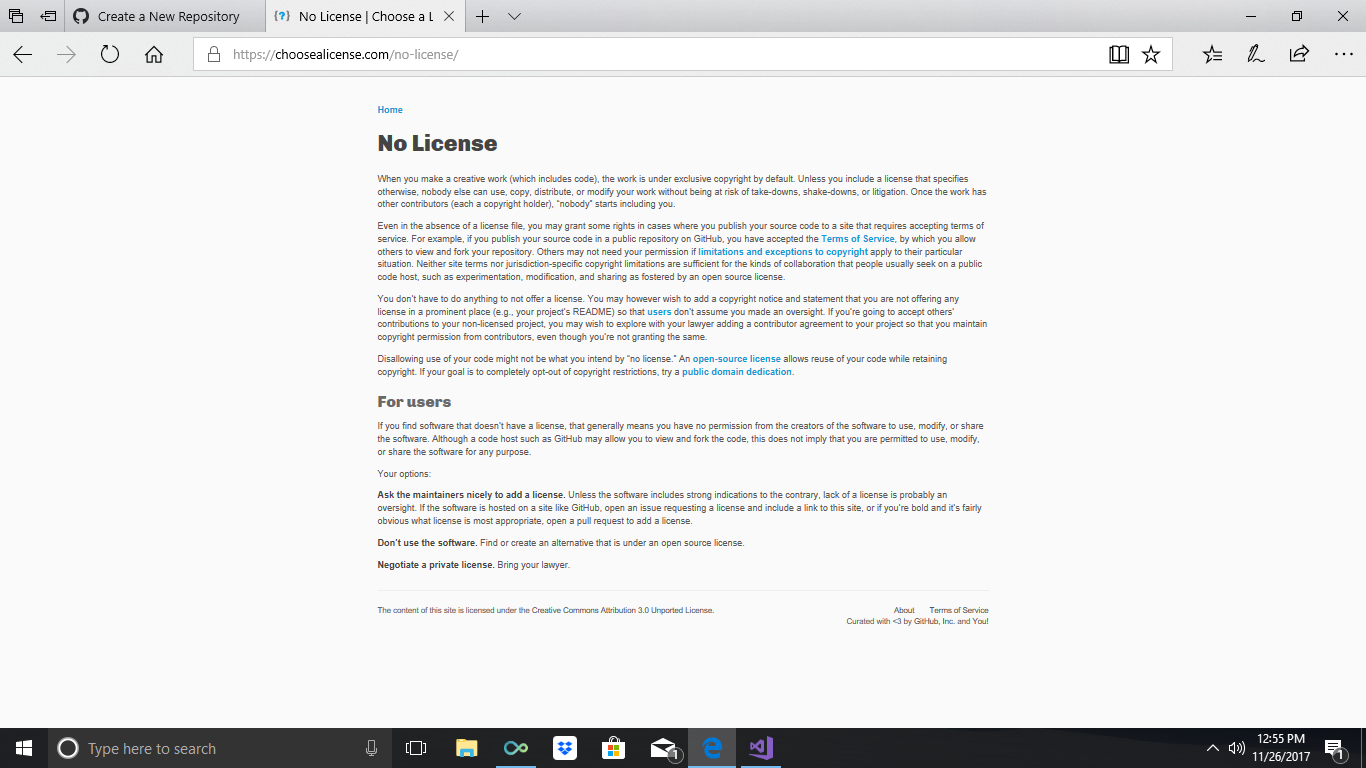 Create a New Repository
{?} No License | Choose a L
https://choosealicense.com/no-license/
Home
No License
When you make a creative work (which includes code), the work is under exclusive copyright by default. Unless you include a license that specifies
otherwise, nobody else can use, copy, distribute, or modify your work without being at risk of take-downs, shake-downs, or litigation. Once the work has
other contributors (each a copyright holder), “nobody” starts including you.
Even in the absence of a license file, you may grant some rights in cases where you publish your source code to a site that requires accepting terms of
service. For example, if you publish your source code in a public repository on GitHub, you have accepted the Terms of Service, by which you allow
others to view and fork your repository. Others may not need your permission if limitations and exceptions to copyright apply to their particular
situation. Neither site terms nor jurisdiction-specific copyright limitations are sufficient for the kinds of collaboration that people usually seek on a public
code host, such as experimentation, modification, and sharing as fostered by an open source license.
You don’t have to do anything to not offer a license. You may however wish to add a copyright notice and statement that you are not offering any
license in a prominent place (e.g., your project’s README) so that users don’t assume you made an oversight. If you’re going to accept others’
contributions to your non-licensed project, you may wish to explore with your lawyer adding a contributor agreement to your project so that you maintain
copyright permission from contributors, even though you’re not granting the same.
Disallowing use of your code might not be what you intend by “no license.” An open-source license allows reuse of your code while retaining
copyright. If your goal is to completely opt-out of copyright restrictions, try a public domain dedication.
For users
If you find software that doesn’t have a license, that generally means you have no permission from the creators of the software to use, modify, or share
the software. Although a code host such as GitHub may allow you to view and fork the code, this does not imply that you are permitted to use, modify,
or share the software for any purpose.
Your options:
Ask the maintainers nicely to add a license. Unless the software includes strong indications to the contrary, lack of a license is probably an
oversight. If the software is hosted on a site like GitHub, open an issue requesting a license and include a link to this site, or if you’re bold and it’s fairly
obvious what license is most appropriate, open a pull request to add a license.
Don’t use the software. Find or create an alternative that is under an open source license.
Negotiate a private license. Bring your lawyer.
The content of this site is licensed under the Creative Commons Attribution 3.0 Unported License.
About Terms of Service
Curated with <3 by GitHub, Inc. and You!
Type here to search
1
12:55 PM
11/26/2017
1